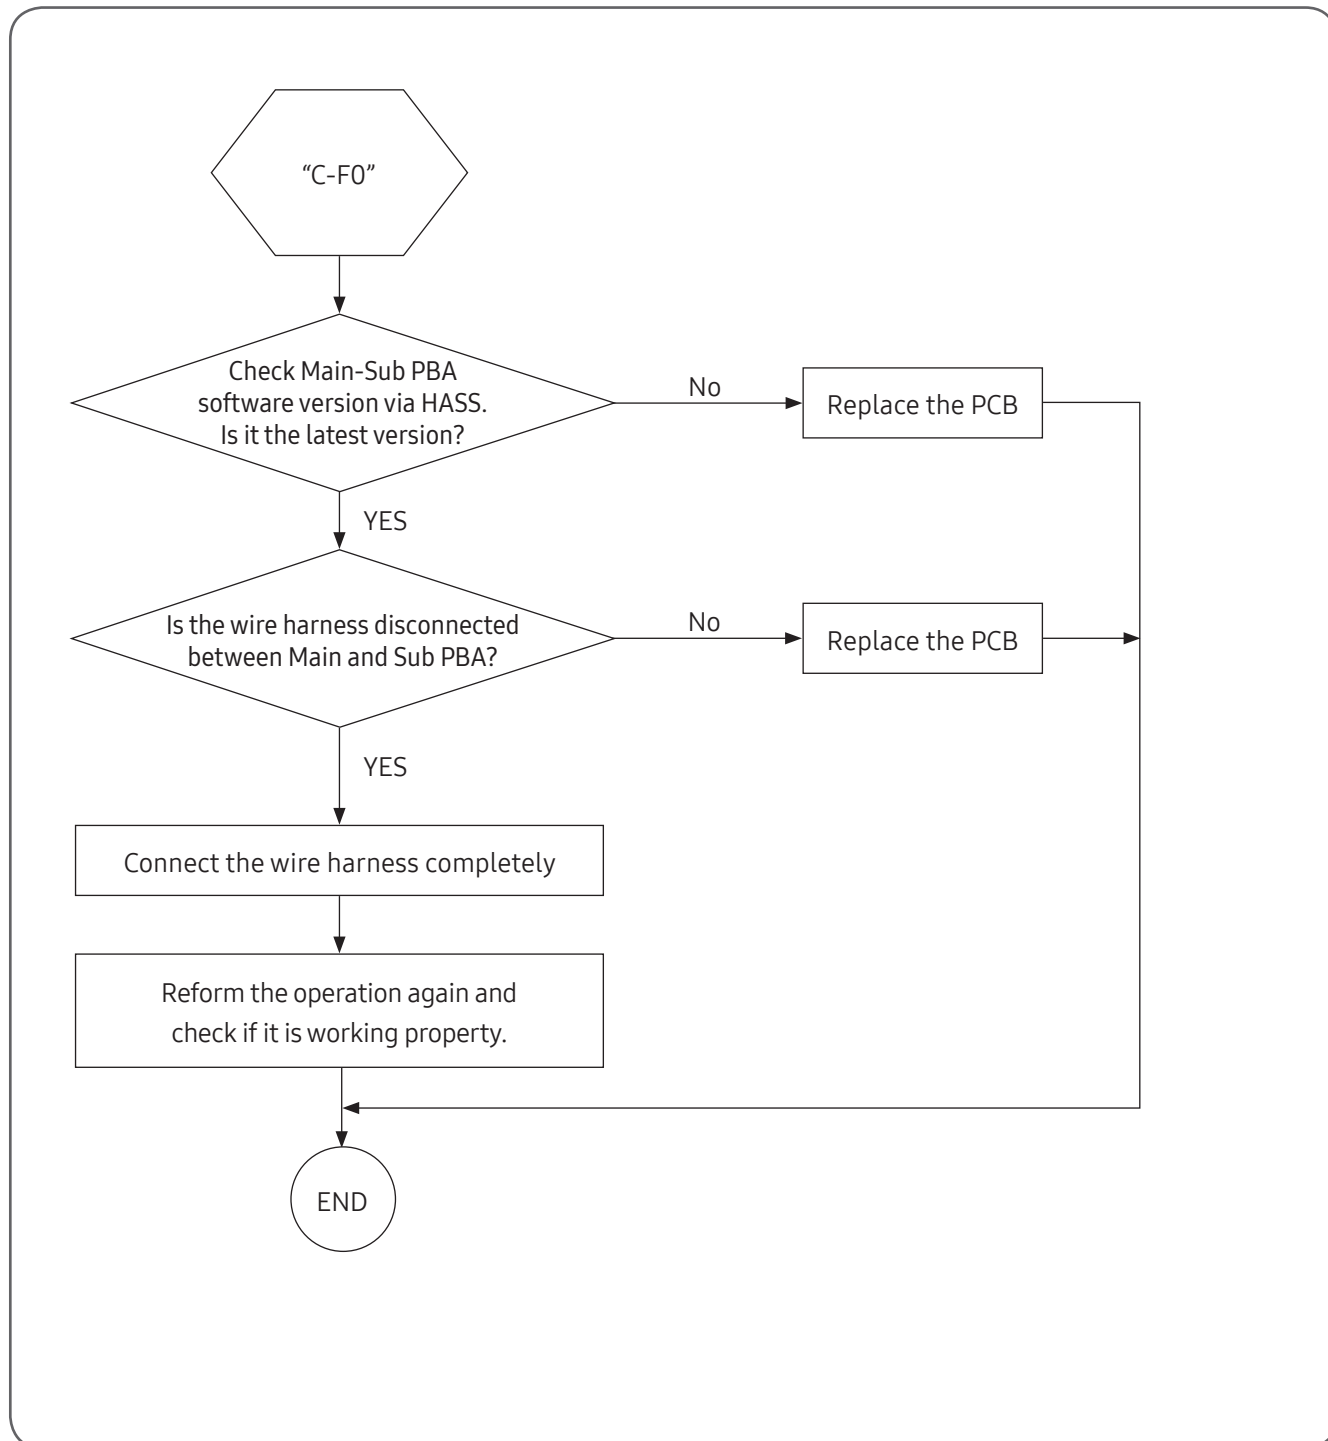 “C-F0”
Check Main-Sub PBA
software version via HASS.
Is it the latest version?
No
Replace the PCB
YES
Is the wire harness disconnected
between Main and Sub PBA?
No
Replace the PCB
YES
Connect the wire harness completely
Reform the operation again and
check if it is working property.
END